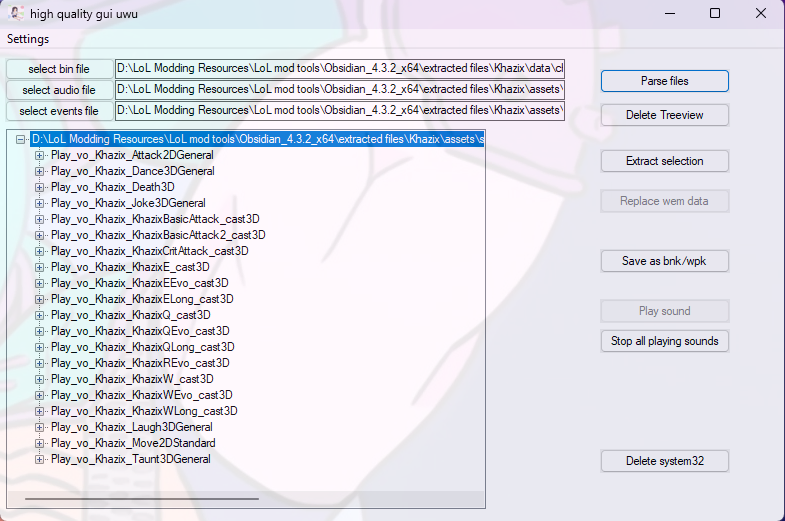 high quality gui uwu
Settings
select bin file D:\LoL Modding Resources\LoL mod tools\Obsidian_4.3.2_x64\extracted files\Khazix\data\cl
select audio file D:\LoL Modding Resources\LoL mod tools\Obsidian_4.3.2_x64\extracted files\Khazix\assets\
select events file D:\LoL Modding Resources\LoL mod tools\Obsidian_4.3.2_x64\extracted files\Khazix\assets\
D:\LoL Modding Resources\LoL mod tools\Obsidian_4.3.2_x64\extracted files\Khazix\assets\s
Play_vo_Khazix_Attack2DGeneral
Play_vo_Khazix_Dance3DGeneral
Play_vo_Khazix_Death3D
Play_vo_Khazix_Joke3DGeneral
Play_vo_Khazix_KhazixBasicAttack_cast3D
Play_vo_Khazix_KhazixBasicAttack2_cast3D
Play_vo_Khazix_KhazixCritAttack_cast3D
Play_vo_Khazix_KhazixE_cast3D
Play_vo_Khazix_KhazixEEvo_cast3D
Play_vo_Khazix_KhazixELong_cast3D
Play_vo_Khazix_KhazixQ_cast3D
Play_vo_Khazix_KhazixQEvo_cast3D
Play_vo_Khazix_KhazixQLong_cast3D
Play_vo_Khazix_KhazixREvo_cast3D
Play_vo_Khazix_KhazixW_cast3D
Play_vo_Khazix_KhazixWEvo_cast3D
Play_vo_Khazix_KhazixWLong_cast3D
Play_vo_Khazix_Laugh3DGeneral
Play_vo_Khazix_Move2DStandard
Play_vo_Khazix_Taunt3DGeneral
Parse files
Delete Treeview
Extract selection
Replace wem data
Save as bnk/wpk
Play sound
Stop all playing sounds
Delete system32